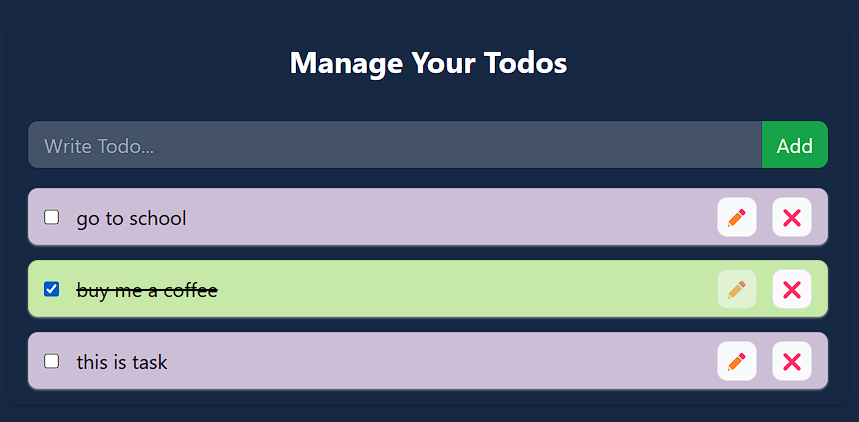 Manage Your Todos
Write Todo...
Add
go to school
buy me a coffee
this is task